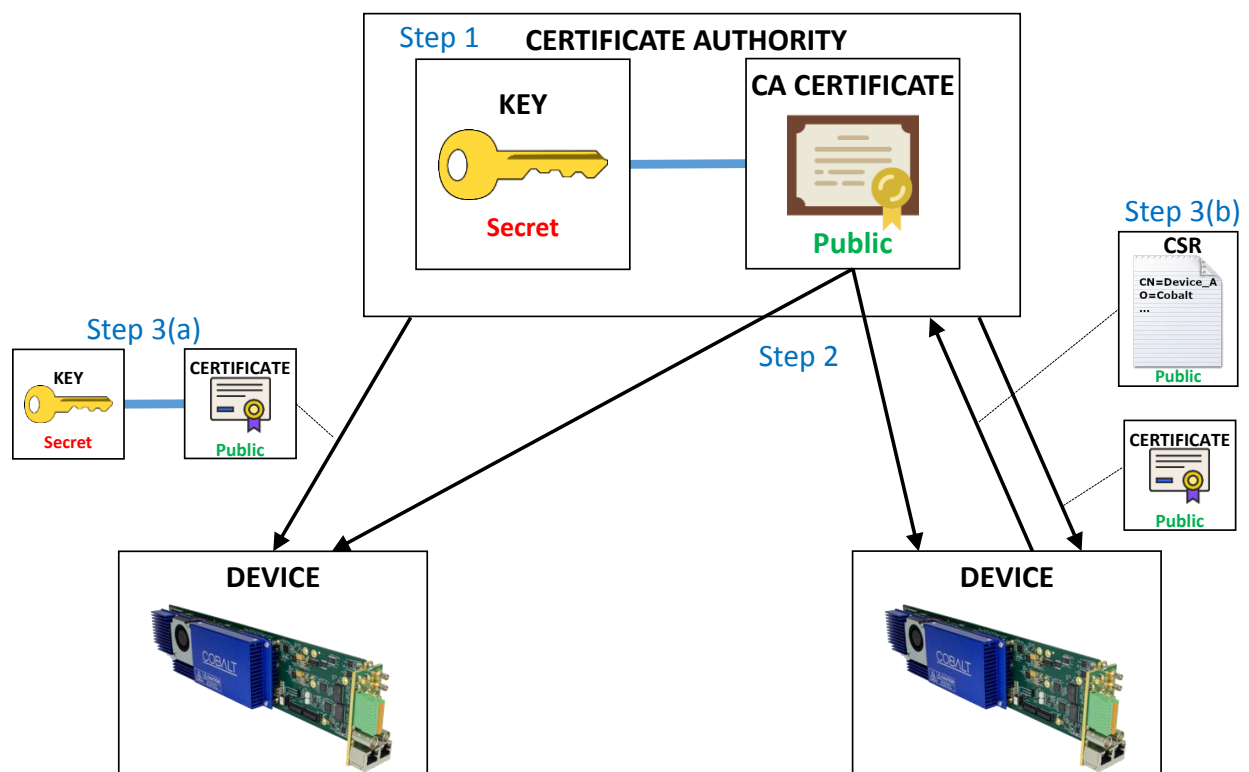 Step 1
CERTIFICATE AUTHORITY
KEY
Secret
CA CERTIFICATE
Public
Step 3(b)
CSR
CN=Device_A
O=Cobalt
...
Public
Step 3(a)
KEY
Secret
CERTIFICATE
Public
Step 2
CERTIFICATE
Public
DEVICE
COBALT
DEVICE
COBALT